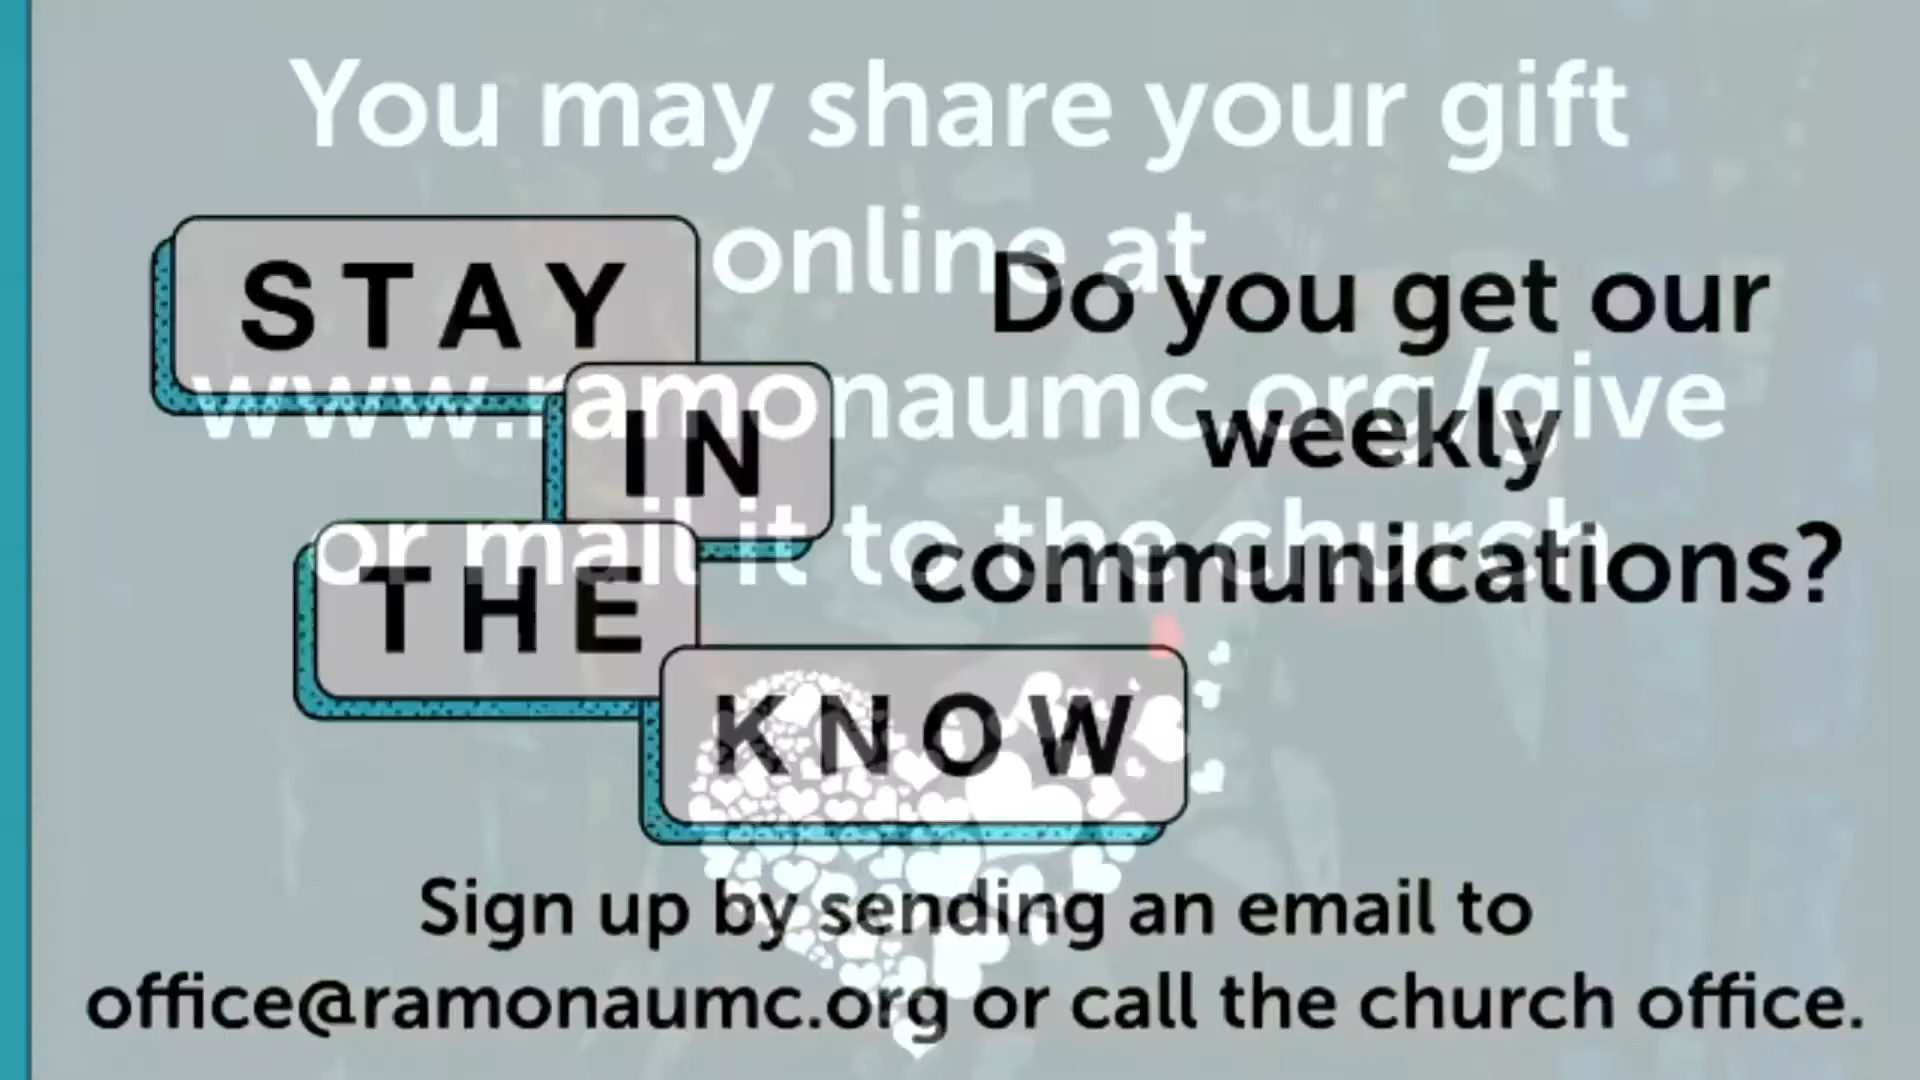 You may share your gift
online at
www.ramonaumc.org/give
or mail it to the church
STAY
IN
THE
KNOW
Do you get our
weekly
communications?
Sign up by sending an email to
office@ramonaumc.org or call the church office.